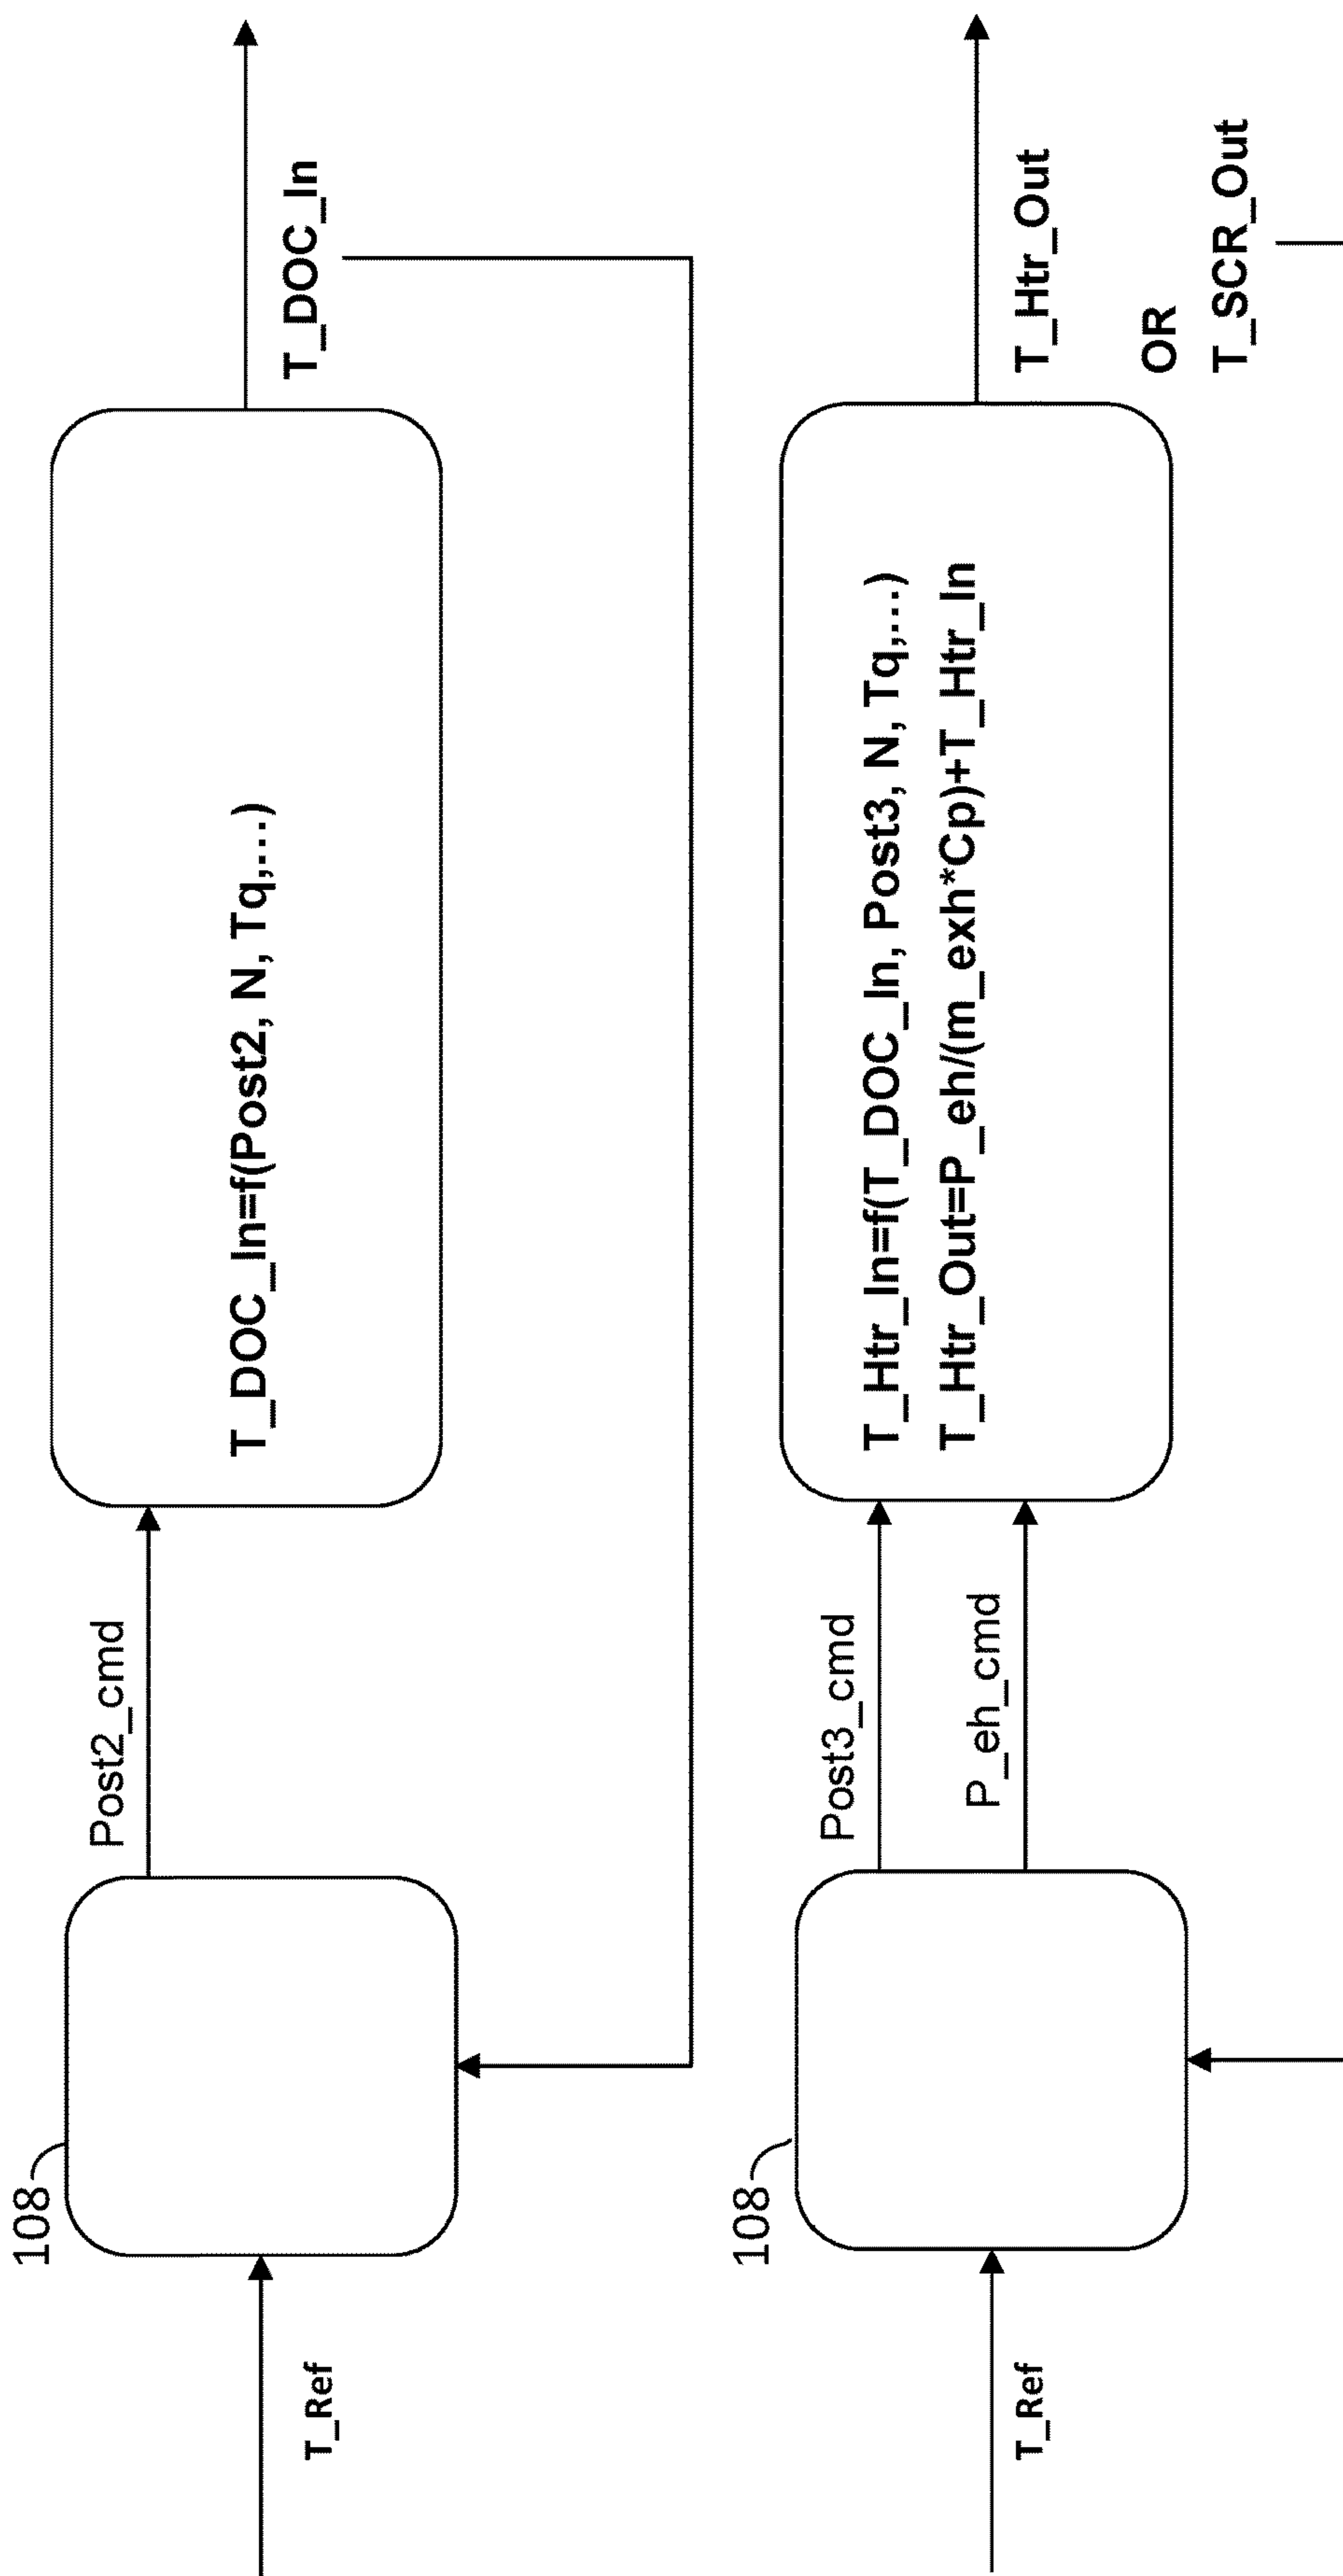 108
T_Ref
Post2_cmd
T_DOC_In=f(Post2, N, Tq,...)
T_DOC_In
108
T_Ref
Post3_cmd
P_eh_cmd
T_Htr_In=f(T_DOC_In, Post3, N, Tq,...)
T_Htr_Out=P_eh/(m_exh*Cp)+T_Htr_In
T_Htr_Out
OR
T_SCR_Out